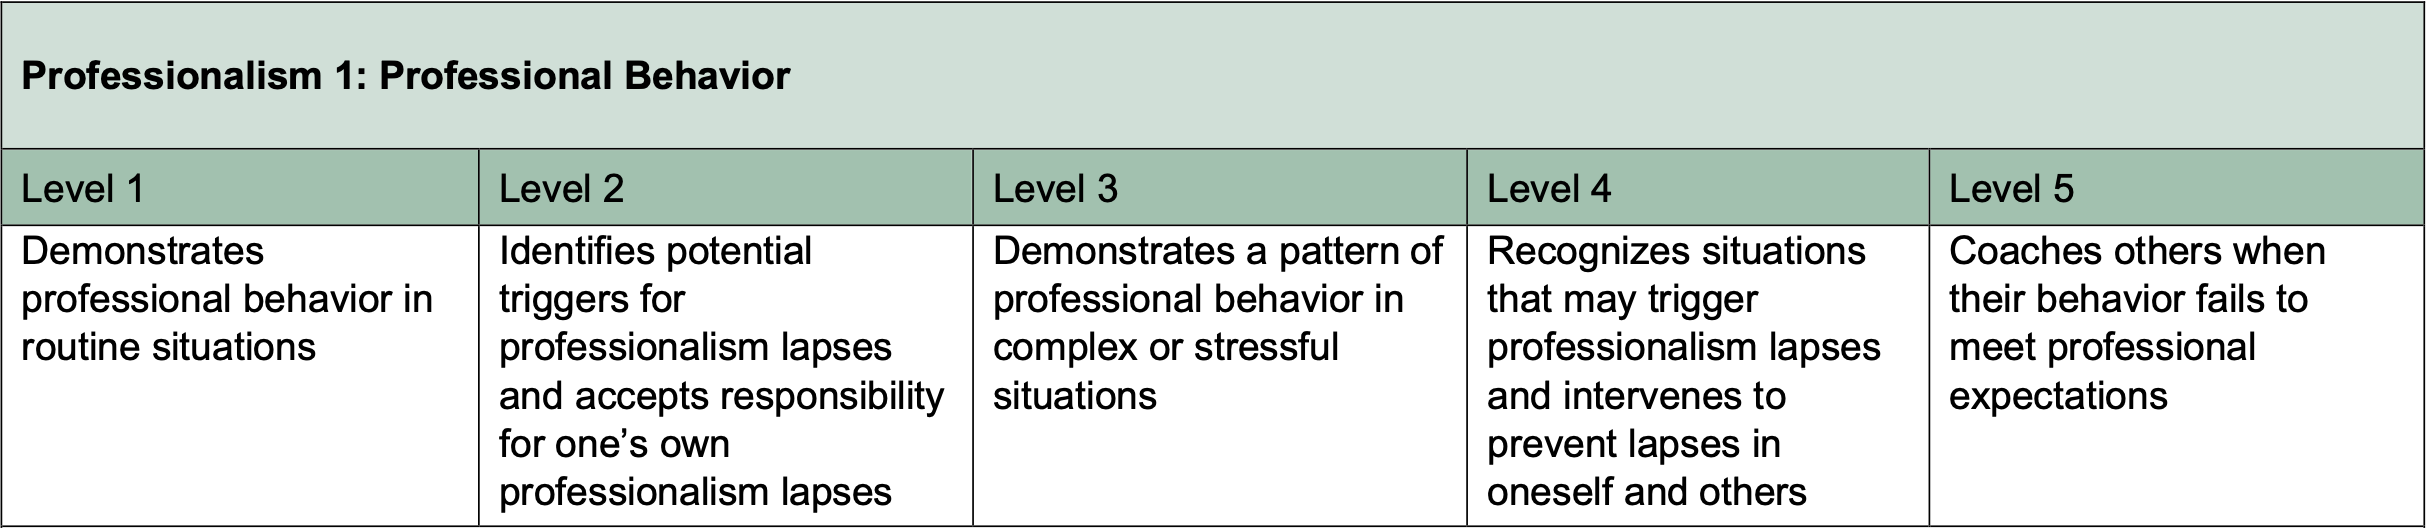 Professionalism 1: Professional Behavior
Level 1
Level 2
Level 3
Level 4
Level 5
Demonstrates
professional behavior in
routine situations
Identifies potential
triggers for
professionalism lapses
and accepts responsibility
for one’s own
professionalism lapses
Demonstrates a pattern of
professional behavior in
complex or stressful
situations
Recognizes situations
that may trigger
professionalism lapses
and intervenes to
prevent lapses in
oneself and others
Coaches others when
their behavior fails to
meet professional
expectations